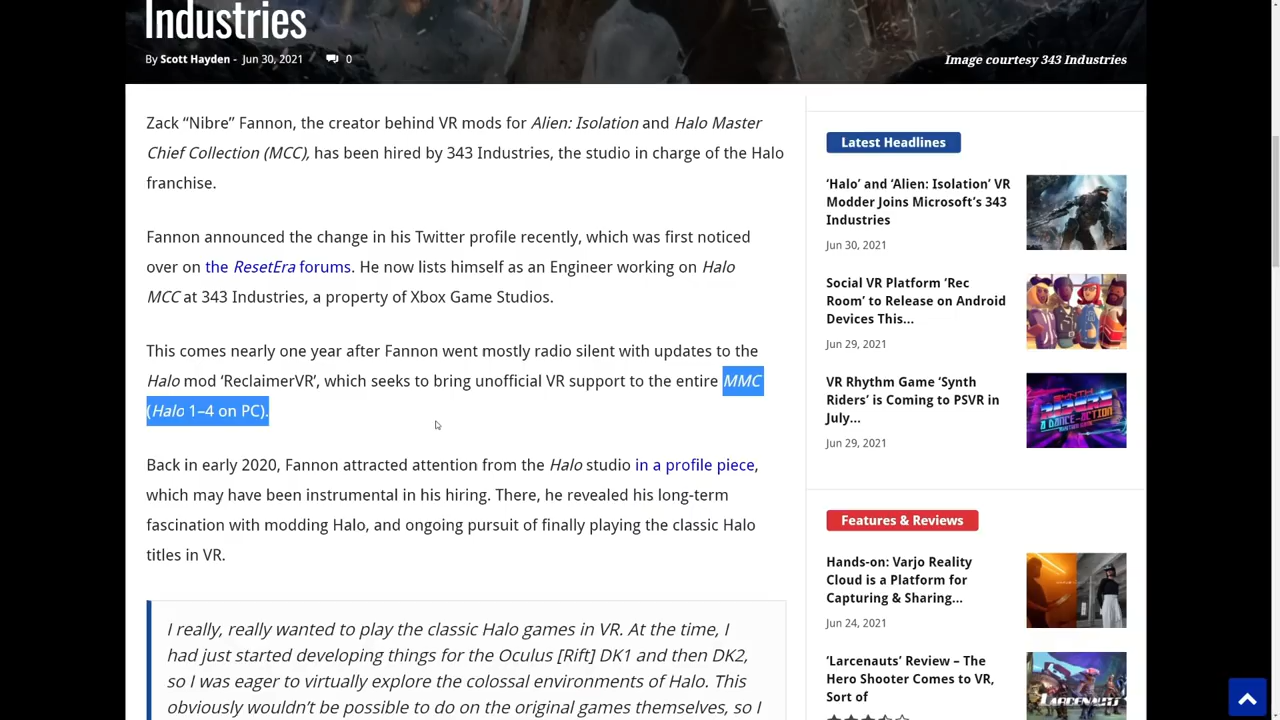 Industries
By Scott Hayden - Jun 30, 2021 0
Image courtesy 343 Industries
Zack “Nibre” Fannon, the creator behind VR mods for Alien: Isolation and Halo Master
Chief Collection (MCC), has been hired by 343 Industries, the studio in charge of the Halo
franchise.
Fannon announced the change in his Twitter profile recently, which was first noticed
over on the ResetEra forums. He now lists himself as an Engineer working on Halo
MCC at 343 Industries, a property of Xbox Game Studios.
This comes nearly one year after Fannon went mostly radio silent with updates to the
Halo mod ‘ReclaimerVR’, which seeks to bring unofficial VR support to the entire MMC
(Halo 1–4 on PC).
Back in early 2020, Fannon attracted attention from the Halo studio in a profile piece,
which may have been instrumental in his hiring. There, he revealed his long-term
fascination with modding Halo, and ongoing pursuit of finally playing the classic Halo
titles in VR.
I really, really wanted to play the classic Halo games in VR. At the time, I
had just started developing things for the Oculus [Rift] DK1 and then DK2,
so I was eager to virtually explore the colossal environments of Halo. This
obviously wouldn’t be possible to do on the original games themselves, so I
Latest Headlines
‘Halo’ and ‘Alien: Isolation’ VR
Modder Joins Microsoft’s 343
Industries
Jun 30, 2021
Social VR Platform ‘Rec
Room’ to Release on Android
Devices This...
Jun 29, 2021
VR Rhythm Game ‘Synth
Riders’ is Coming to PSVR in
July...
Jun 29, 2021
SYNTH
RIDERS
Features & Reviews
Hands-on: Varjo Reality
Cloud is a Platform for
Capturing & Sharing...
Jun 24, 2021
‘Larcenauts’ Review – The
Hero Shooter Comes to VR,
Sort of
LARCENAUTS